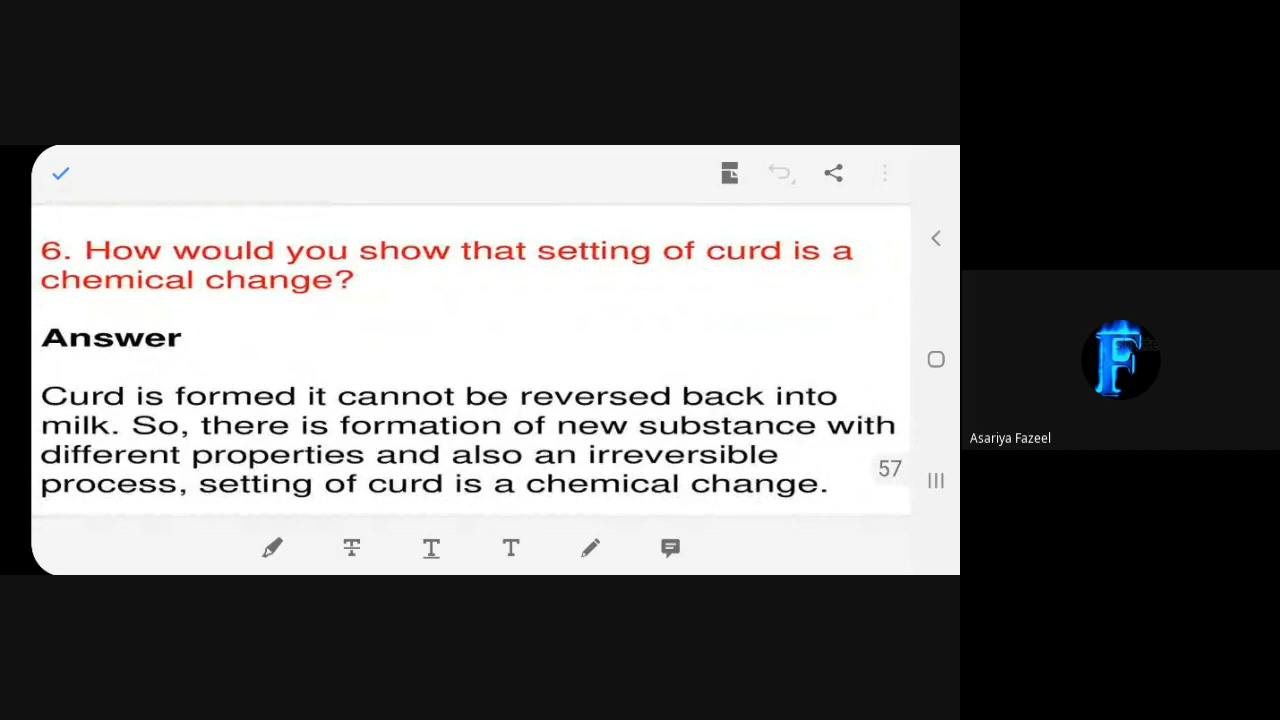 6. How would you show that setting of curd is a
chemical change?
Answer
Curd is formed it cannot be reversed back into
milk. So, there is formation of new substance with
different properties and also an irreversible
process, setting of curd is a chemical change.
57
F
Asariya Fazeel